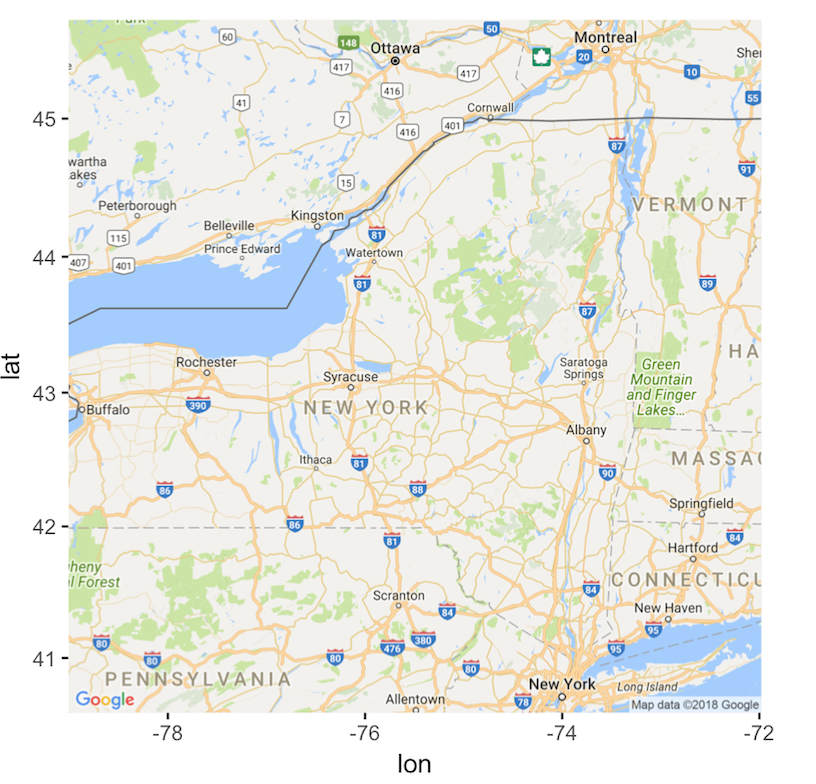 Park
60
148
50
Montreal
Ottawa
417
417
20
Sher
10
416
41
7
Cornwall
55
45
416
401
87
91
wartha
akes
15
Peterborough
Kingston
VERMONT
Belleville
115
81
Prince Edward
Watertown
44
407
401
81
89
87
Rochester
Saratoga
Springs
HA
Syracuse
Green
Mountain
and Finger
Lakes...
lat
43
390
NEW YORK
Buffalo
Albany
Ithaca
81
90
MASSAC
86
88
Springfield
42
86
81
84
Hartford
heny
l Forest
84
CONNECTICU
Scranton
84
New Haven
95
80
380
476
95
41
80
80
80
PENNSYLVANIA
New York
Long Island
Google
Allentown
78
Map data ©2018 Google
-78
-76
-74
-72
lon